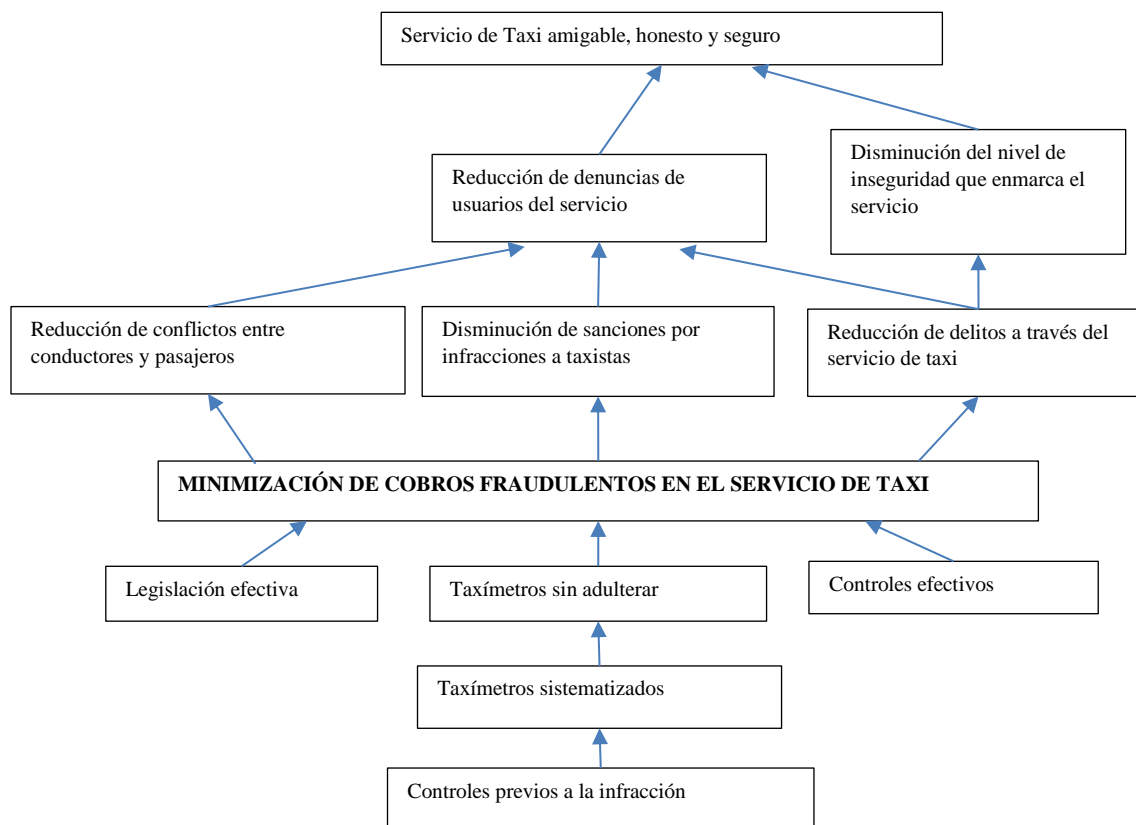 Servicio de Taxi amigable, honesto y seguro
Disminución del nivel de
inseguridad que enmarca el
servicio
Reducción de denuncias de
usuarios del servicio
Reducción de conflictos entre
conductores y pasajeros
Disminución de sanciones por
infracciones a taxistas
Reducción de delitos a través del
servicio de taxi
MINIMIZACIÓN DE COBROS FRAUDULENTOS EN EL SERVICIO DE TAXI
Legislación efectiva
Taxímetros sin adulterar
Controles efectivos
Taxímetros sistematizados
Controles previos a la infracción